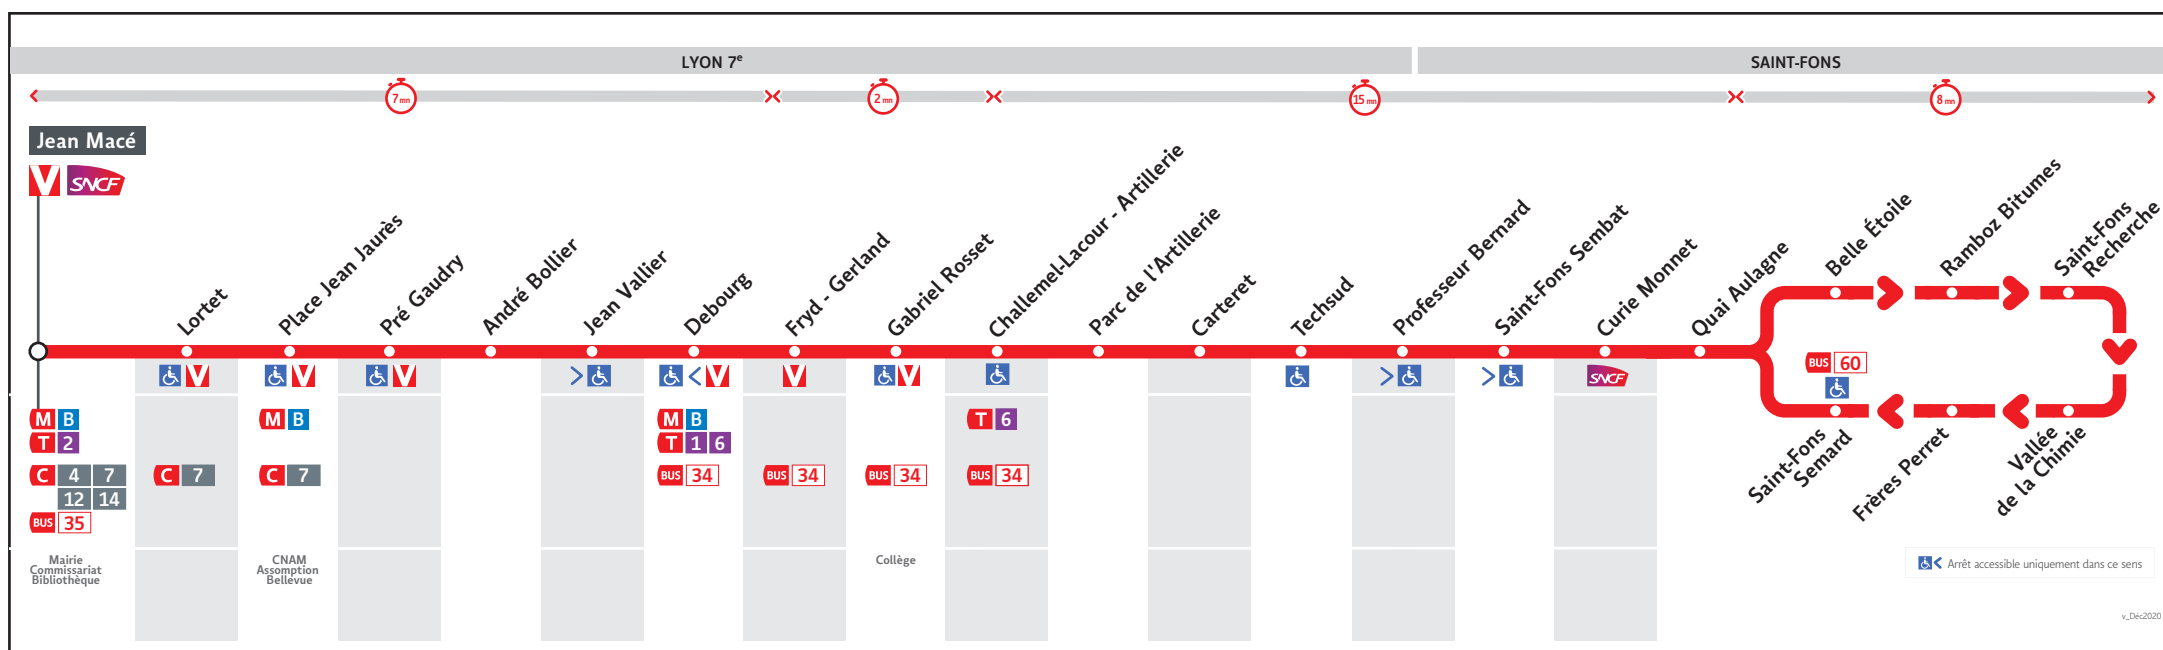 LYON 7e
SAINT-FONS
7 mn
2 mn
15 mn
8 mn
Jean Macé
V SNCF
Lortet
Place Jean Jaurès
Pré Gaudry
André Bollier
Jean Vallier
Debourg
Fryd - Gerland
Gabriel Rosset
Challemel-Lacour - Artillerie
Parc de l'Artillerie
Carteret
Techsud
Professeur Bernard
Saint-Fons Sembat
Curie Monnet
Quai Aulagne
Belle Étoile
Ramboz Bitumes
Saint-Fons
Recherche
V
V
V
> 
< V
V
V
>
>
SNCF
BUS 60
Saint-Fons
Semard
Frères Perret
Vallée
de la Chimie
M B
T 2
C 4 7
12 14
BUS 35
C 7
M B
C 7
M B
T 1 6
BUS 34
BUS 34
BUS 34
T 6
BUS 34
Mairie
Commissariat
Bibliothèque
CNAM
Assomption
Bellevue
Collège
< Arrêt accessible uniquement dans ce sens
v_Déc2020